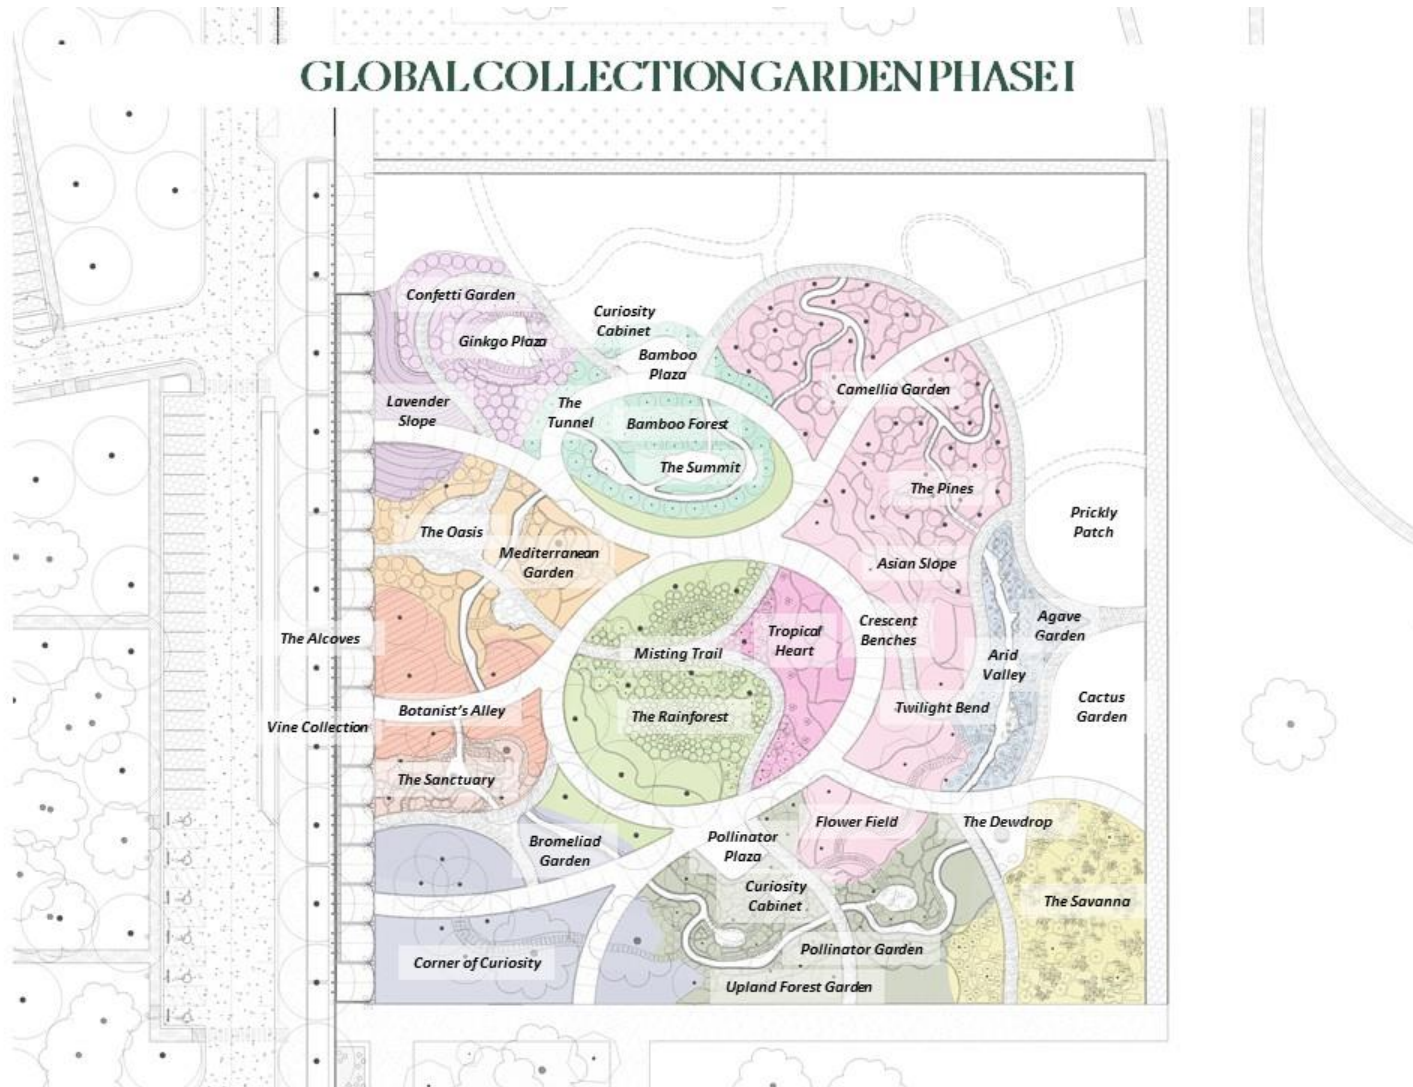 GLOBAL COLLECTION GARDEN PHASE I
Confetti Garden
Curiosity
Cabinet
Ginkgo Plaza
Bamboo
Plaza
Camellia Garden
Lavender
Slope
The
Tunnel
Bamboo Forest
The Summit
The Pines
Prickly
Patch
The Oasis
Mediterranean
Garden
Asian Slope
The Alcoves
Misting Trail
Tropical
Heart
Crescent
Benches
Agave
Garden
Arid
Valley
Vine Collection
Botanist's Alley
The Rainforest
Twilight Bend
Cactus
Garden
The Sanctuary
Bromeliad
Garden
Pollinator
Plaza
Flower Field
The Dewdrop
Curiosity
Cabinet
The Savanna
Corner of Curiosity
Pollinator Garden
Upland Forest Garden